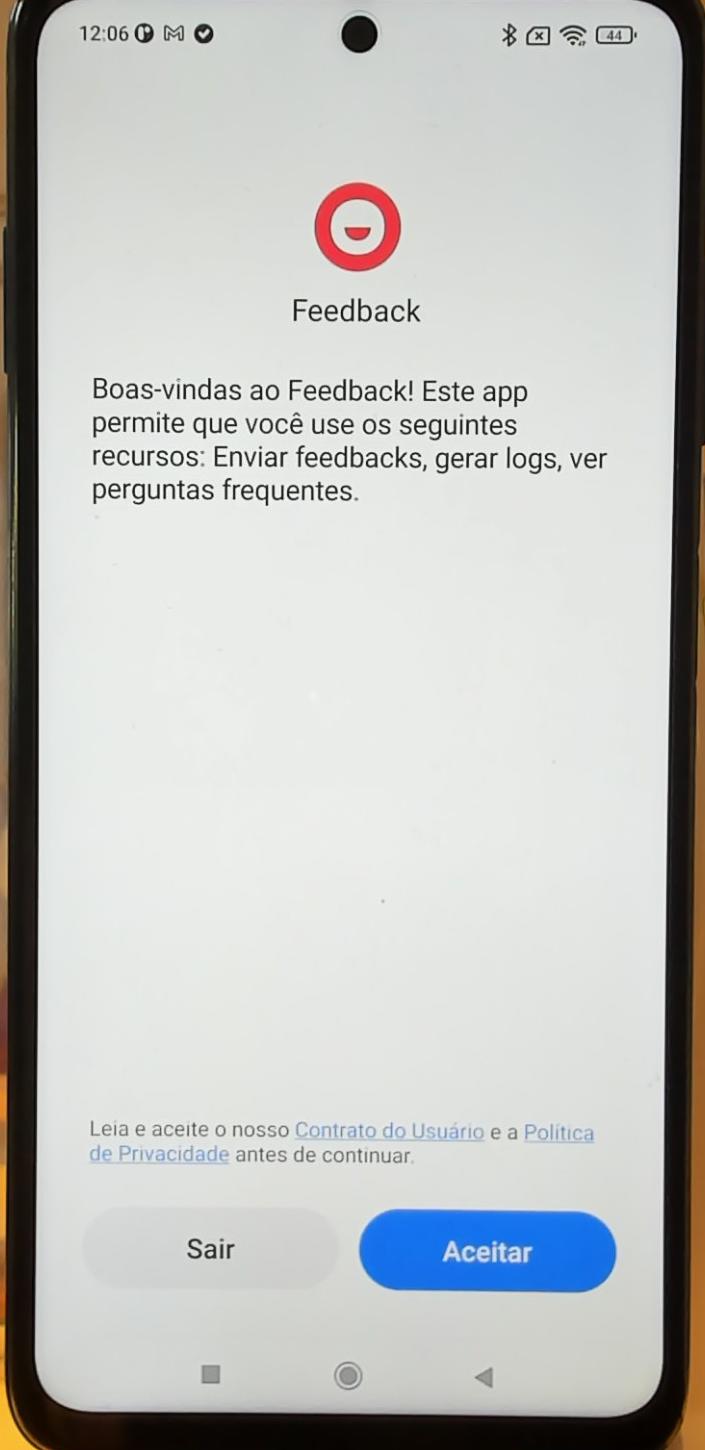 12:06
44
Feedback
Boas-vindas ao Feedback! Este app
permite que você use os seguintes
recursos: Enviar feedbacks, gerar logs, ver
perguntas frequentes.
Leia e aceite o nosso Contrato do Usuário e a Política
de Privacidade antes de continuar.
Sair
Aceitar